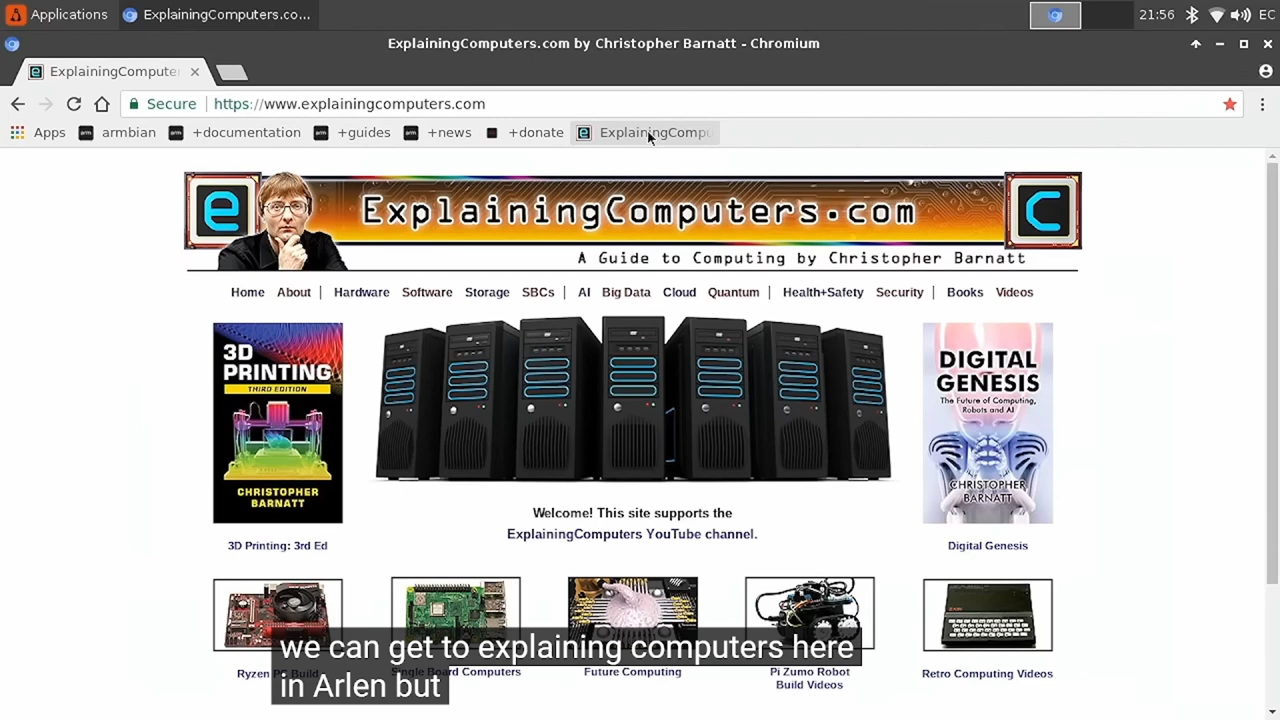 Applications
ExplainingComputers.co...
21:56
EC
ExplainingComputers.com by Christopher Barnatt - Chromium
ExplainingComputer
Secure
https://www.explainingcomputers.com
Apps
armbian
+documentation
+guides
+news
+donate
ExplainingCompu
e
ExplainingComputers.com
C
A Guide to Computing by Christopher Barnatt
Home About | Hardware Software Storage SBCs | AI Big Data Cloud Quantum | Health+Safety Security | Books Videos
3D
PRINTING
THIRD EDITION
CHRISTOPHER
BARNATT
3D Printing: 3rd Ed
Welcome! This site supports the
ExplainingComputers YouTube channel.
DIGITAL
GENESIS
The Future of Computing,
Robots and AI
CHRISTOPHER
BARNATT
Digital Genesis
Ryzen PC Build
Single Board Computers
Future Computing
Pi Zumo Robot
Build Videos
Retro Computing Videos
we can get to explaining computers here
in Arlen but